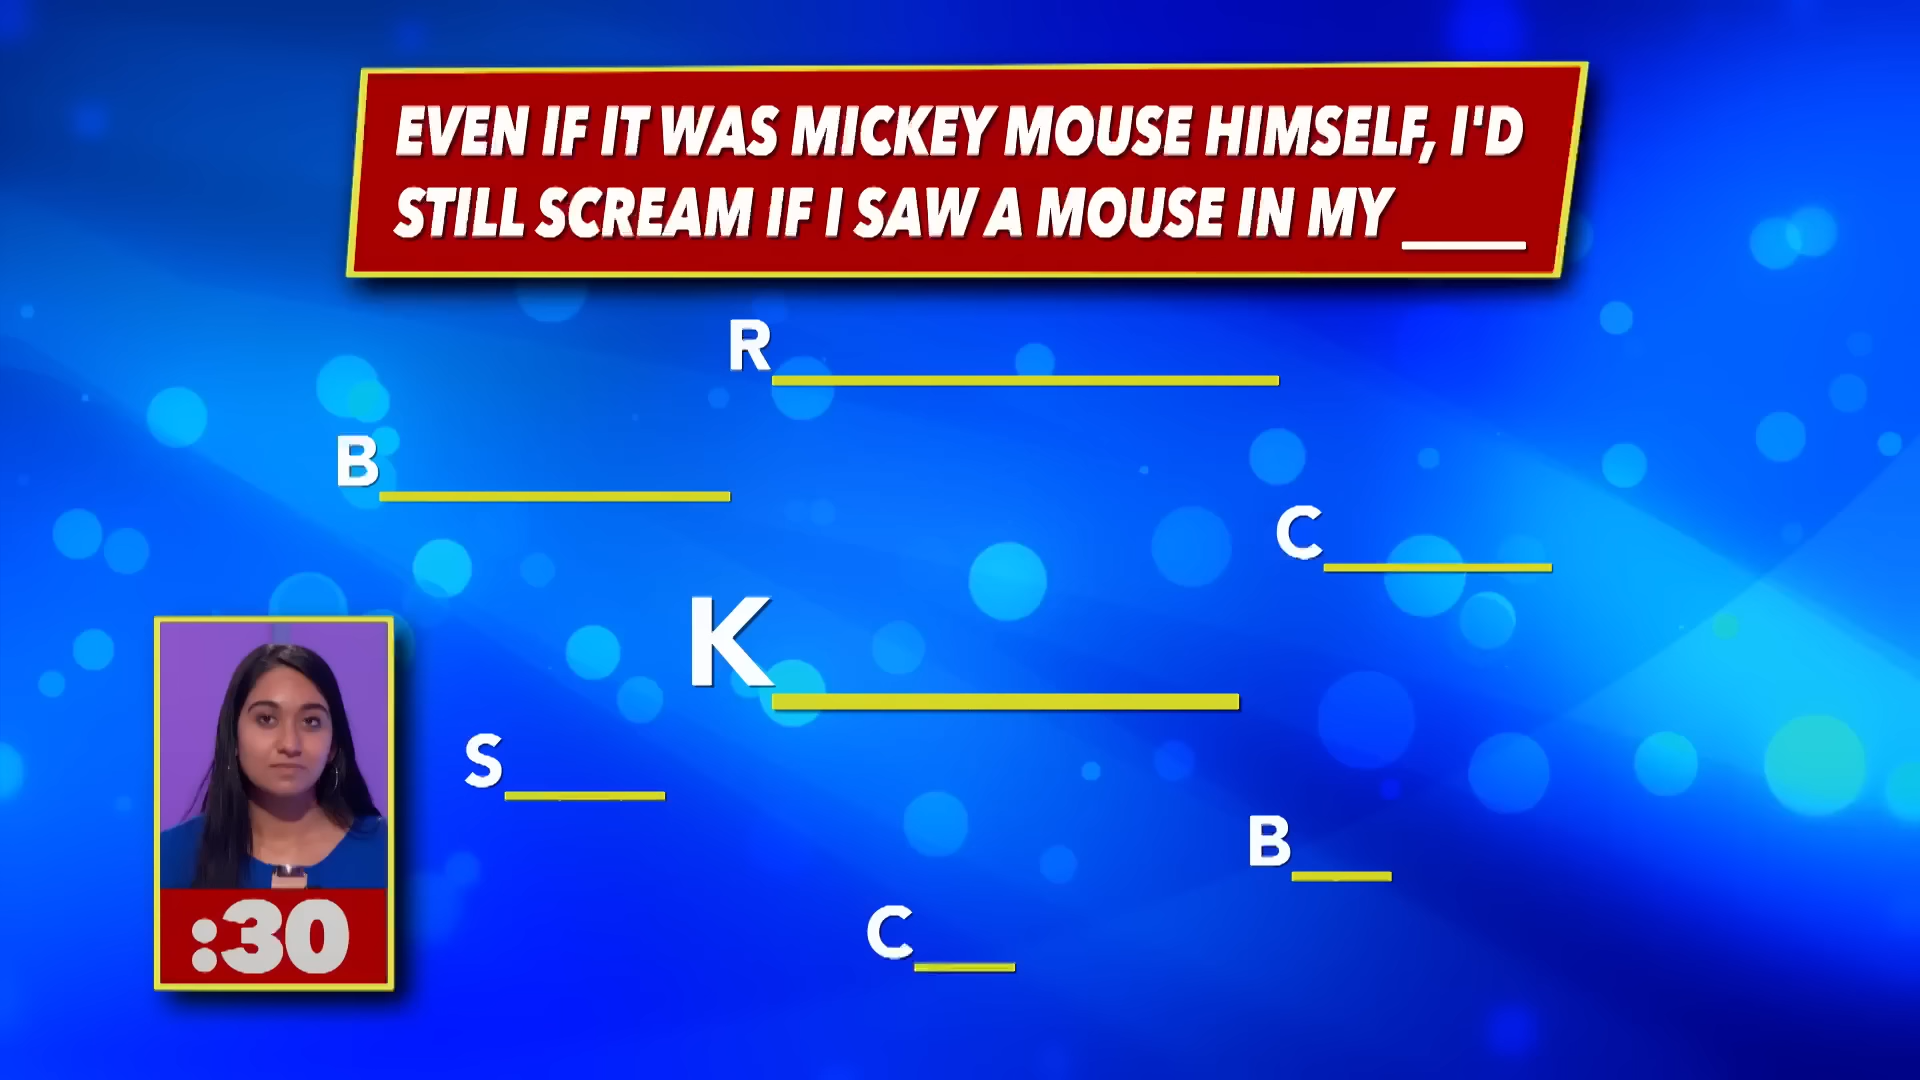 EVEN IF IT WAS MICKEY MOUSE HIMSELF, I'D
STILL SCREAM IF I SAW A MOUSE IN MY ____
R
B
C
K
S
B
C
:30